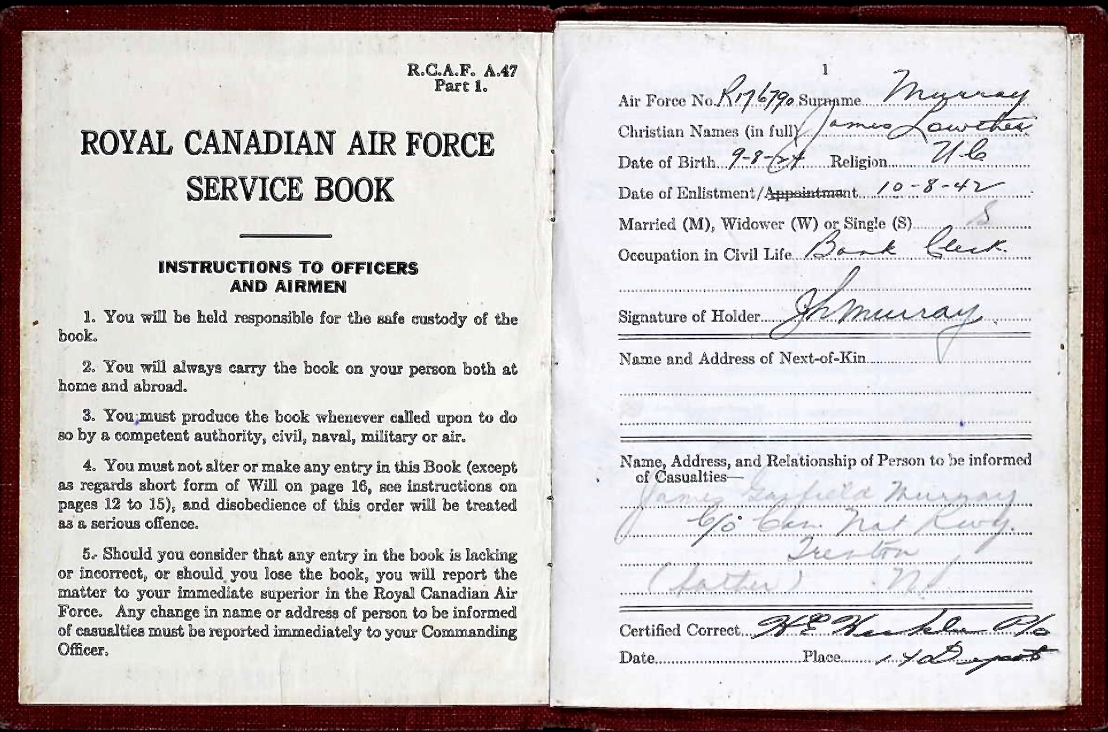 R.C.A.F. A.47
Part 1.
ROYAL CANADIAN AIR FORCE
SERVICE BOOK
INSTRUCTIONS TO OFFICERS
AND AIRMEN
1. You will be held responsible for the safe custody of the
book.
2. You will always carry the book on your person both at
home and abroad.
3. You must produce the book whenever called upon to do
so by a competent authority, civil, naval, military or air.
4. You must not alter or make any entry in this Book (except
as regards short form of Will on page 16, see instructions on
pages 12 to 15), and disobedience of this order will be treated
as a serious offence.
5. Should you consider that any entry in the book is lacking
or incorrect, or should you lose the book, you will report the
matter to your immediate superior in the Royal Canadian Air
Force. Any change in name or address of person to be informed
of casualties must be reported immediately to your Commanding
Officer.
1
Air Force No. R176790 Surname Murray
Christian Names (in full) James Lowther
Date of Birth 9-8-24 Religion U C
Date of Enlistment/Appointment 10-8-42
Married (M), Widower (W) or Single (S) S
Occupation in Civil Life Bank Clerk
Signature of Holder JL Murray
Name and Address of Next-of-Kin
Name, Address, and Relationship of Person to be informed
of Casualties—
James Garfield Murray
C/o Can. Nat Rwy.
Trenton
(father) NS
Certified Correct H E P/o
Date Place Depot